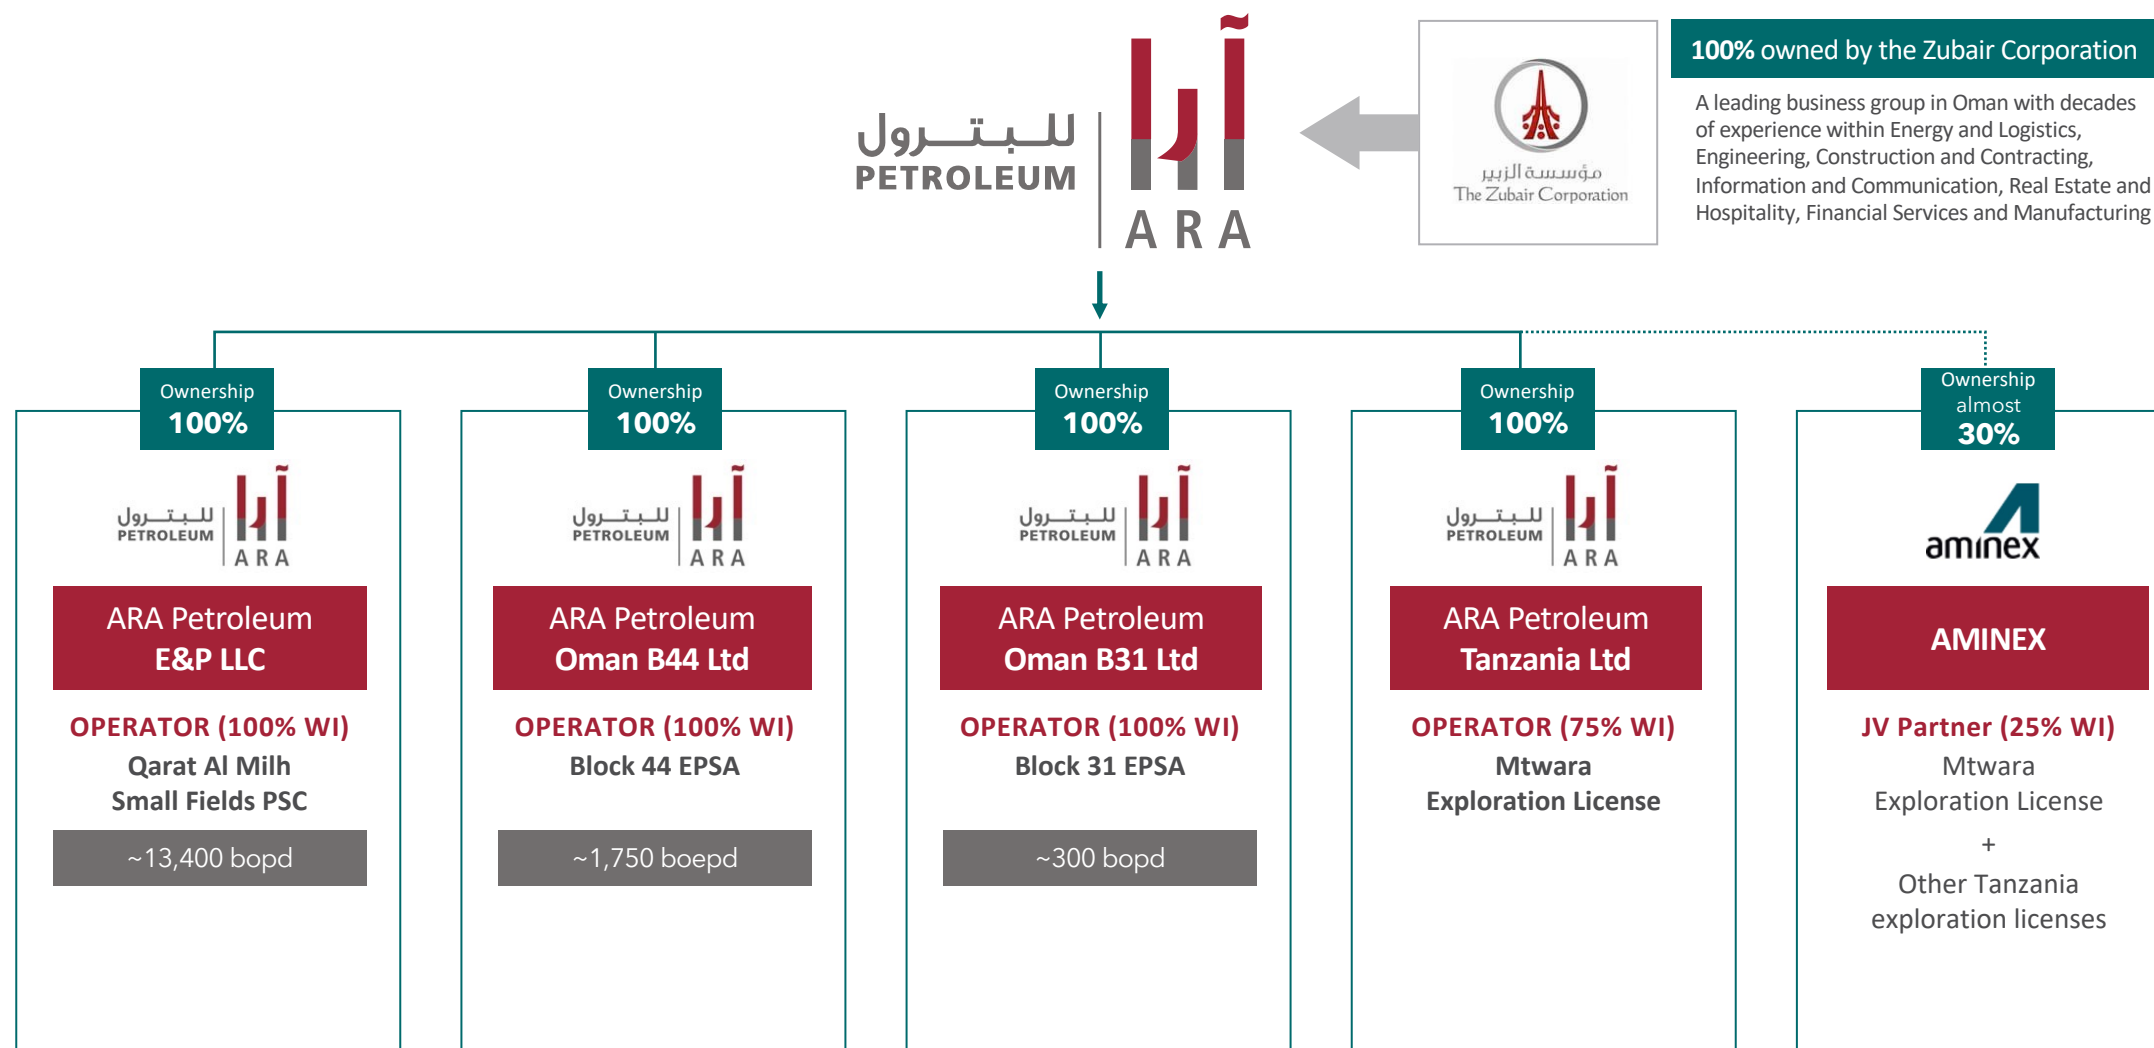 للبترول
PETROLEUM
آرا
ARA
مؤسسة الزبير
The Zubair Corporation
100% owned by the Zubair Corporation
A leading business group in Oman with decades
of experience within Energy and Logistics,
Engineering, Construction and Contracting,
Information and Communication, Real Estate and
Hospitality, Financial Services and Manufacturing
Ownership
100%
للبترول
PETROLEUM
آرا
ARA
ARA Petroleum
E&P LLC
OPERATOR (100% WI)
Qarat Al Milh
Small Fields PSC
~13,400 bopd
Ownership
100%
للبترول
PETROLEUM
آرا
ARA
ARA Petroleum
Oman B44 Ltd
OPERATOR (100% WI)
Block 44 EPSA
~1,750 boepd
Ownership
100%
للبترول
PETROLEUM
آرا
ARA
ARA Petroleum
Oman B31 Ltd
OPERATOR (100% WI)
Block 31 EPSA
~300 bopd
Ownership
100%
للبترول
PETROLEUM
آرا
ARA
ARA Petroleum
Tanzania Ltd
OPERATOR (75% WI)
Mtwara
Exploration License
Ownership
almost
30%
aminex
AMINEX
JV Partner (25% WI)
Mtwara
Exploration License
+
Other Tanzania
exploration licenses